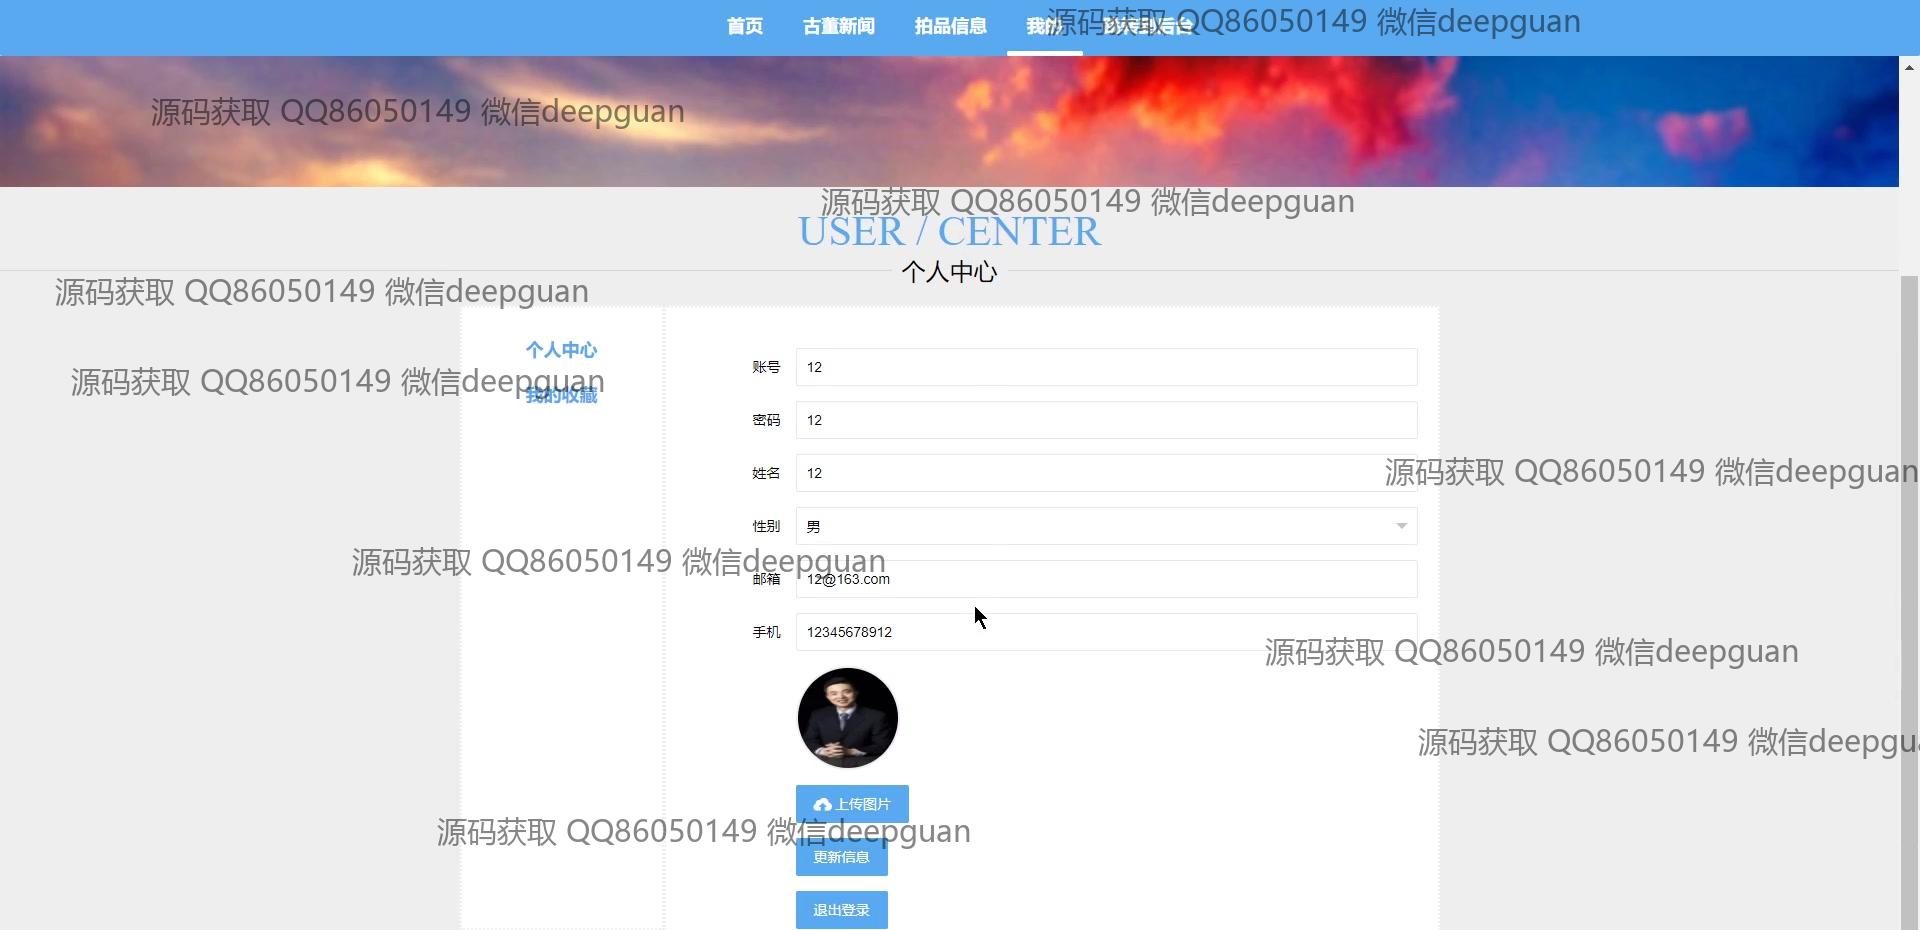 首页 古董新闻 拍品信息 我的
源码获取 QQ86050149 微信deepguan
源码获取 QQ86050149 微信deepguan
源码获取 QQ86050149 微信deepguan
USER / CENTER
个人中心
源码获取 QQ86050149 微信deepguan
个人中心
账号 12
源码获取 QQ86050149 微信deepguan
我的收藏
密码 12
姓名 12
源码获取 QQ86050149 微信deepguan
性别 男
源码获取 QQ86050149 微信deepguan
邮箱 12@163.com
手机 12345678912
源码获取 QQ86050149 微信deepguan
源码获取 QQ86050149 微信deepgu
上传图片
源码获取 QQ86050149 微信deepguan
更新信息
退出登录